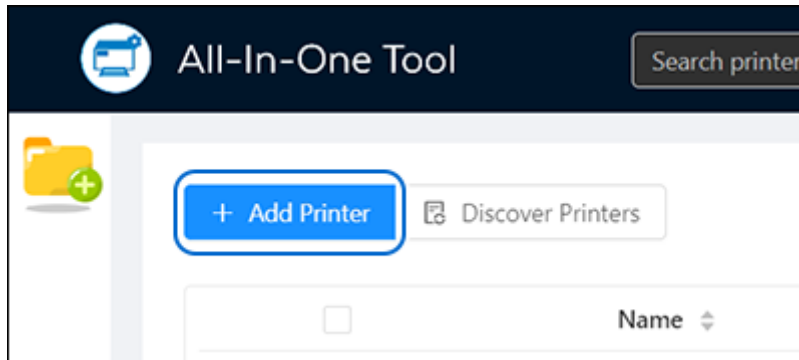 All-In-One Tool
Search printer
+ Add Printer
Discover Printers
Name